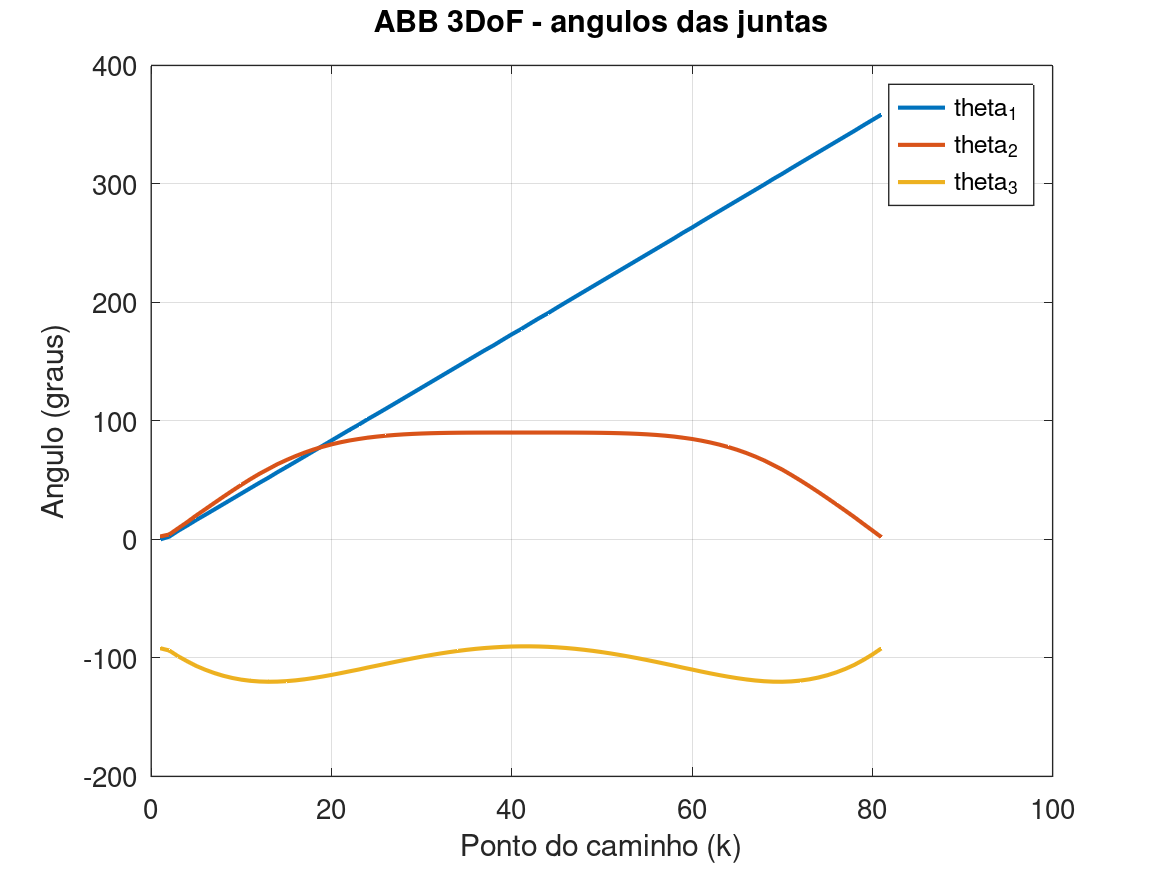 ABB 3DoF - angulos das juntas
400
300
200
100
0
-100
-200
Angulo (graus)
0 20 40 60 80 100
Ponto do caminho (k)
theta1
theta2
theta3